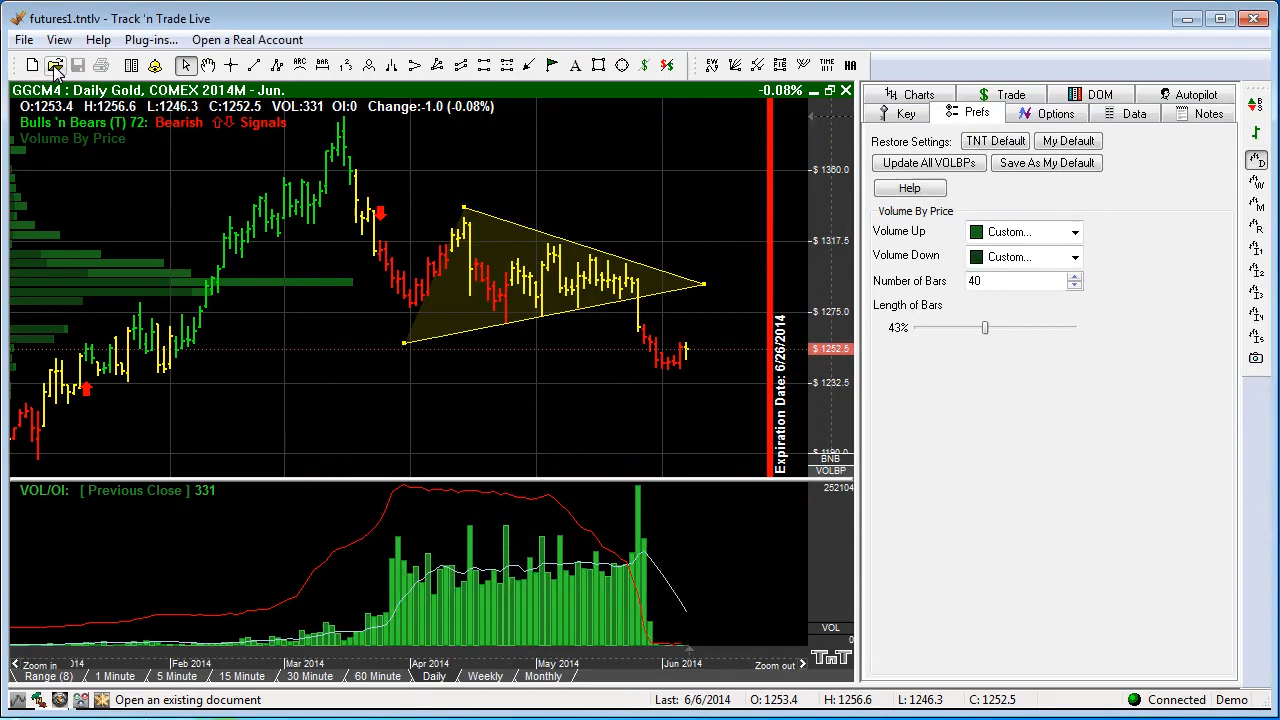 futures1.tntlv - Track 'n Trade Live
File View Help Plug-ins... Open a Real Account
GGCM4 : Daily Gold, COMEX 2014M - Jun. -0.08%
O:1253.4 H:1256.6 L:1246.3 C:1252.5 VOL:331 OI:0 Change:-1.0 (-0.08%)
Bulls 'n Bears (T) 72: Bearish Signals
Volume By Price
$ 1380.0
$ 1317.5
$ 1275.0
$ 1252.5
$ 1232.5
$ 1190.0
BNB
VOLBP
Expiration Date: 6/26/2014
VOL/OI: [ Previous Close ] 331
252104
VOL
0
Zoom in '14 Feb 2014 Mar 2014 Apr 2014 May 2014 Jun 2014 Zoom out
TNT
Range (8) 1 Minute 5 Minute 15 Minute 30 Minute 60 Minute Daily Weekly Monthly
Charts Trade DOM Autopilot
Key Prefs Options Data Notes
Restore Settings: TNT Default My Default
Update All VOLBPs Save As My Default
Help
Volume By Price
Volume Up Custom...
Volume Down Custom...
Number of Bars 40
Length of Bars
43%
Open an existing document Last: 6/6/2014 O: 1253.4 H: 1256.6 L: 1246.3 C: 1252.5 Connected Demo